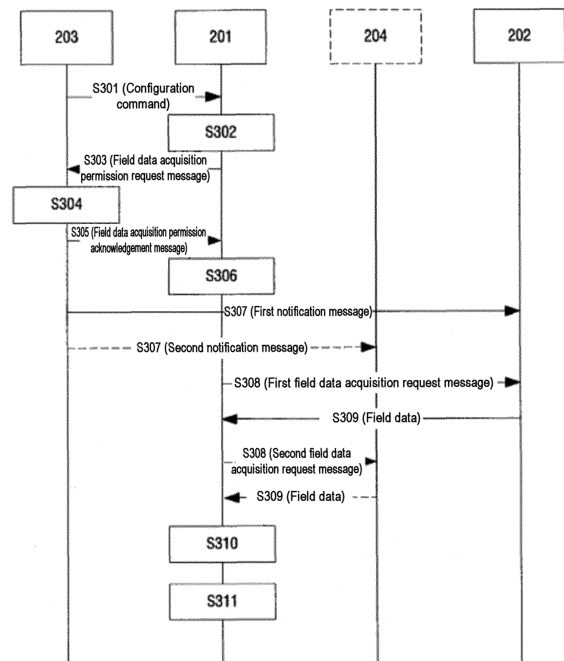 203 201 204 202
S301 (Configuration
command)
S302
S303 (Field data acquisition
permission request message)
S304
S305 (Field data acquisition permission
acknowledgement message)
S306
S307 (First notification message)
S307 (Second notification message)
S308 (First field data acquisition request message)
S309 (Field data)
S308 (Second field data
acquisition request message)
S309 (Field data)
S310
S311